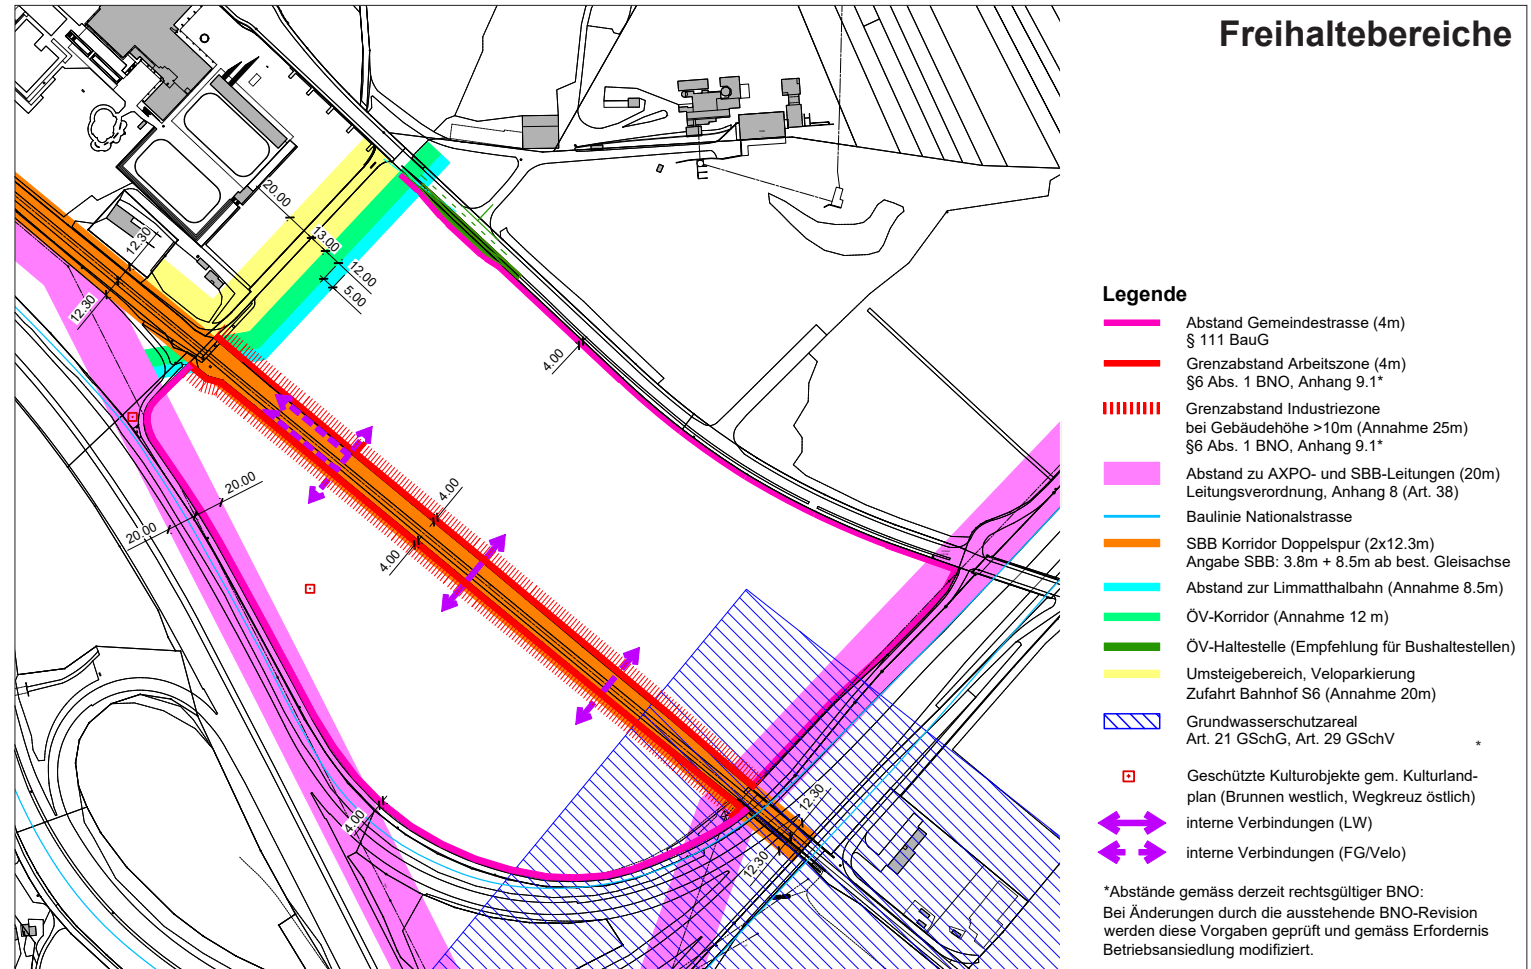 Freihaltebereiche
20.00
13.00
12.00
5.00
12.30
12.30
4.00
20.00
20.00
4.00
4.00
4.00
12.30
12.30
Legende
Abstand Gemeindestrasse (4m)
§ 111 BauG
Grenzabstand Arbeitszone (4m)
§6 Abs. 1 BNO, Anhang 9.1*
Grenzabstand Industriezone
bei Gebäudehöhe >10m (Annahme 25m)
§6 Abs. 1 BNO, Anhang 9.1*
Abstand zu AXPO- und SBB-Leitungen (20m)
Leitungsverordnung, Anhang 8 (Art. 38)
Baulinie Nationalstrasse
SBB Korridor Doppelspur (2x12.3m)
Angabe SBB: 3.8m + 8.5m ab best. Gleisachse
Abstand zur Limmatthalbahn (Annahme 8.5m)
ÖV-Korridor (Annahme 12 m)
ÖV-Haltestelle (Empfehlung für Bushaltestellen)
Umsteigebereich, Veloparkierung
Zufahrt Bahnhof S6 (Annahme 20m)
Grundwasserschutzareal
Art. 21 GSchG, Art. 29 GSchV
*
Geschützte Kulturobjekte gem. Kulturland-
plan (Brunnen westlich, Wegkreuz östlich)
interne Verbindungen (LW)
interne Verbindungen (FG/Velo)
*Abstände gemäss derzeit rechtsgültiger BNO:
Bei Änderungen durch die ausstehende BNO-Revision
werden diese Vorgaben geprüft und gemäss Erfordernis
Betriebsansiedlung modifiziert.